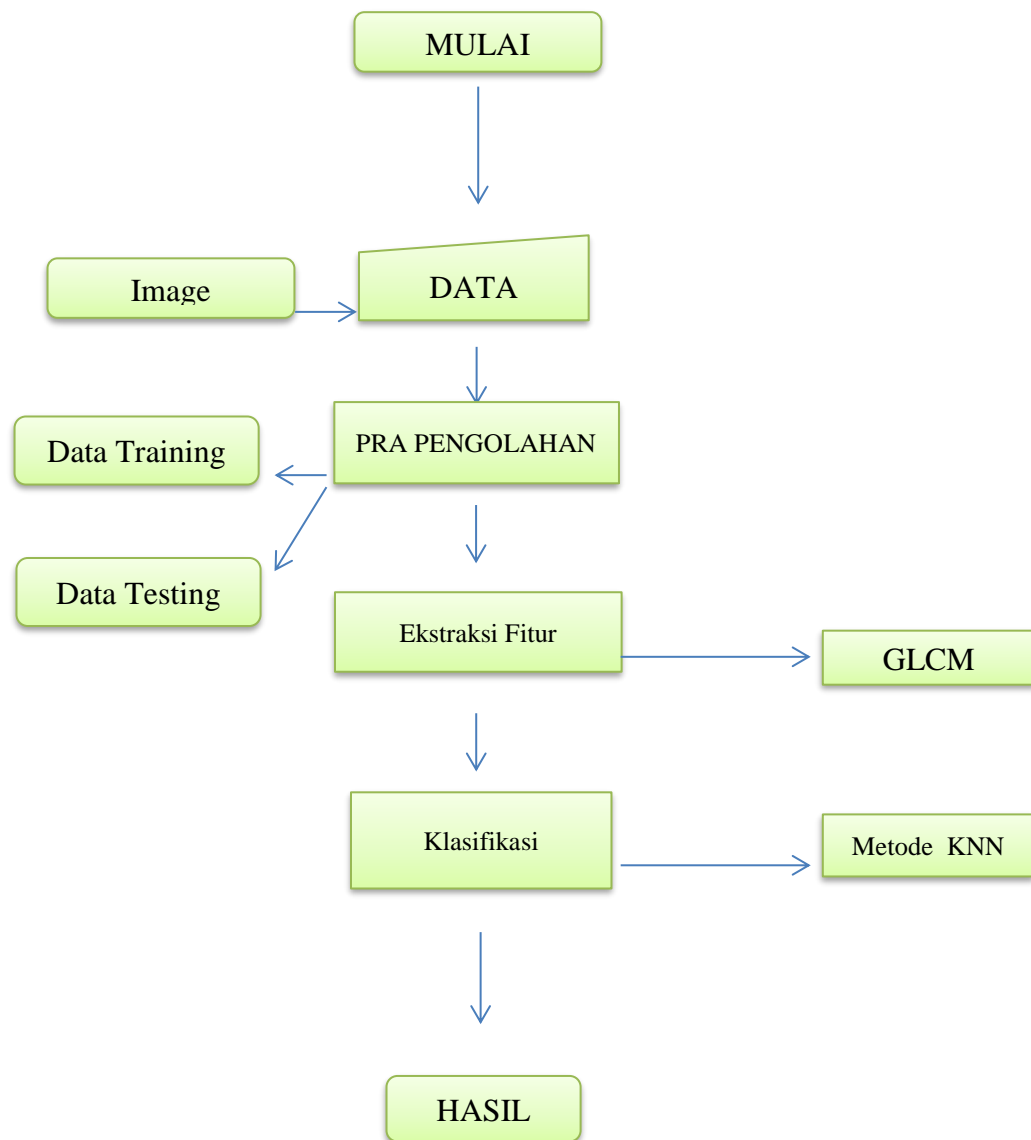 MULAI
Image
DATA
Data Training
PRA PENGOLAHAN
Data Testing
Ekstraksi Fitur
GLCM
Klasifikasi
Metode KNN
HASIL